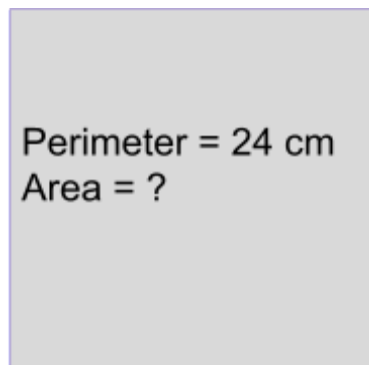 Perimeter = 24 cm
Area = ?